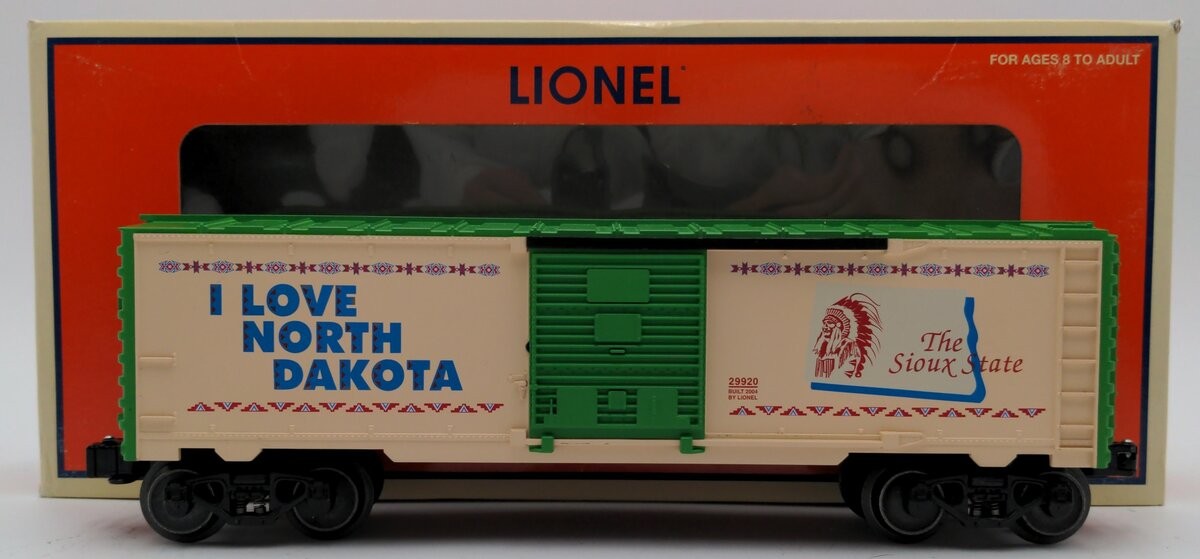 LIONEL
FOR AGES 8 TO ADULT
I LOVE
NORTH
DAKOTA
The
Sioux State
29920
BUILT 2004
BY LIONEL